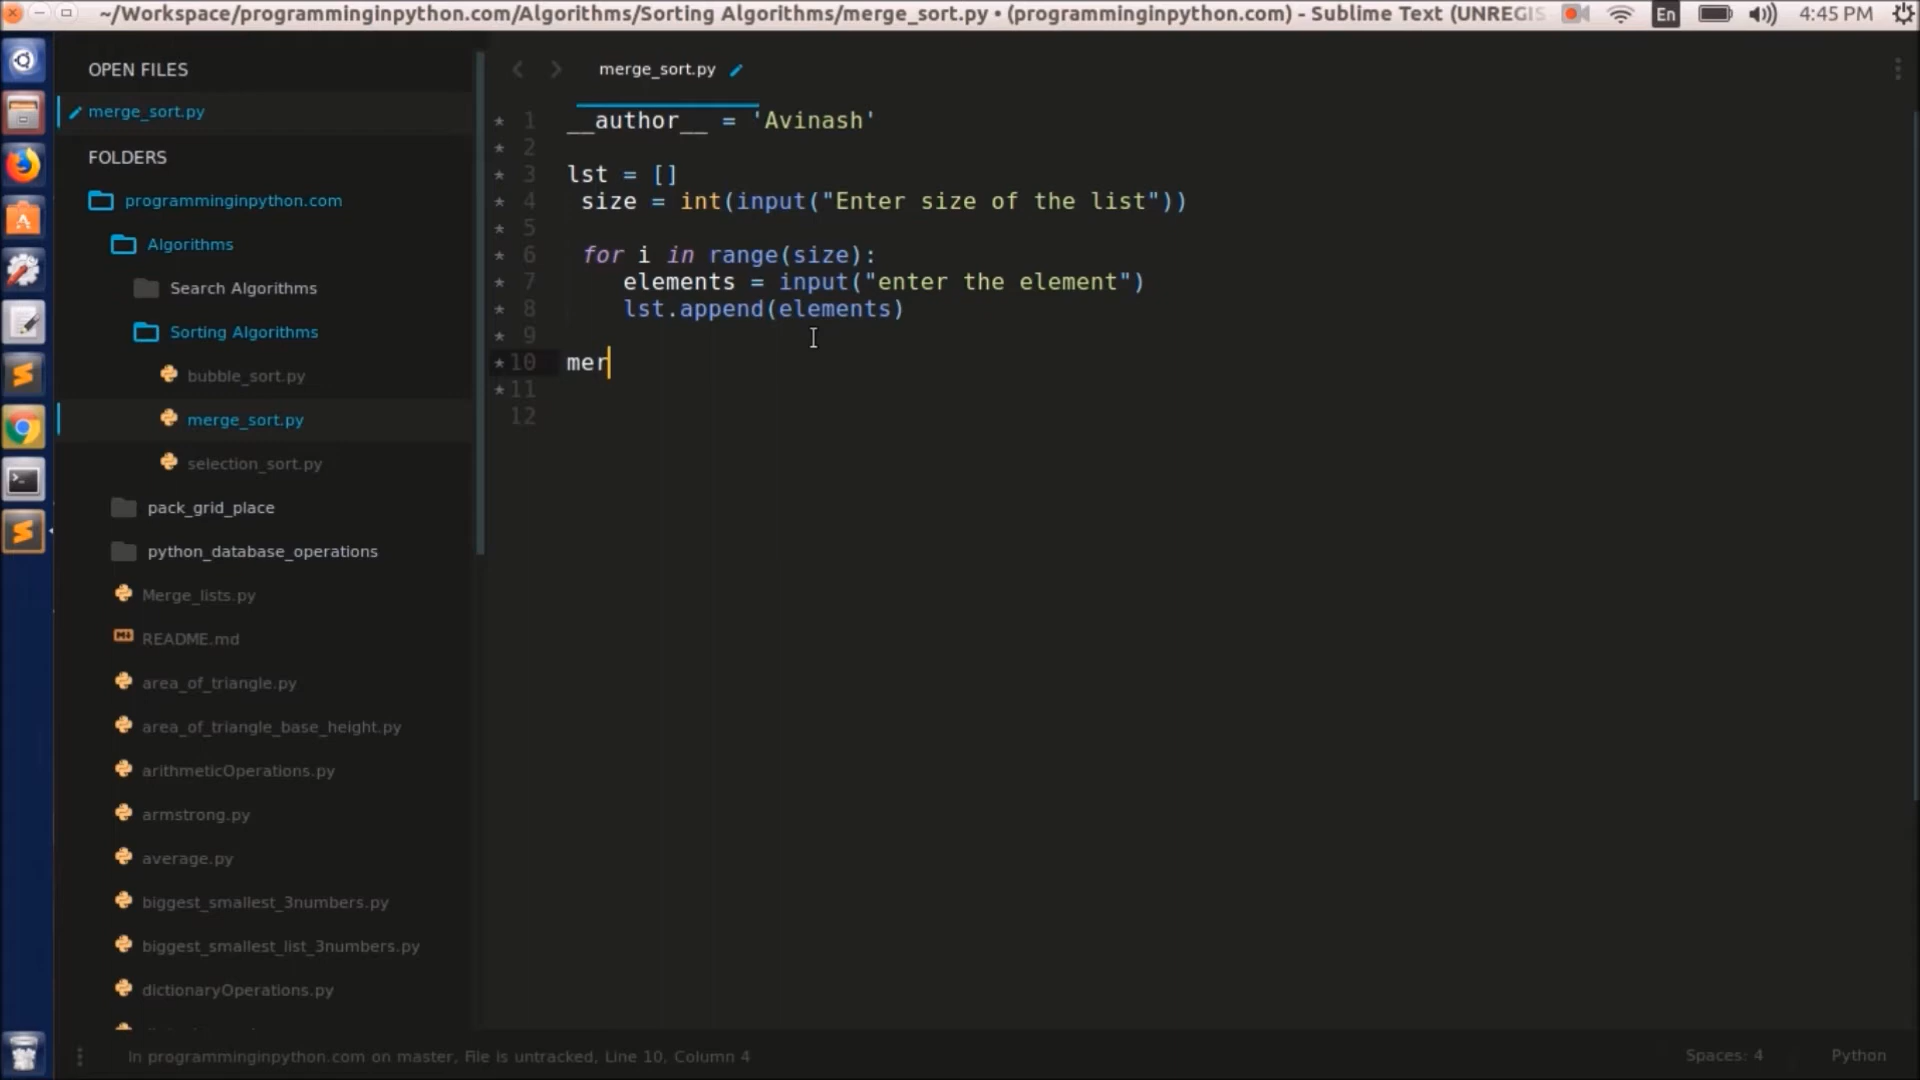 ~/Workspace/programminginpython.com/Algorithms/Sorting Algorithms/merge_sort.py • (programminginpython.com) - Sublime Text (UNREGIS
En
4:45 PM
OPEN FILES
merge_sort.py
FOLDERS
programminginpython.com
Algorithms
Search Algorithms
Sorting Algorithms
bubble_sort.py
merge_sort.py
selection_sort.py
pack_grid_place
python_database_operations
Merge_lists.py
README.md
area_of_triangle.py
area_of_triangle_base_height.py
arithmeticOperations.py
armstrong.py
average.py
biggest_smallest_3numbers.py
biggest_smallest_list_3numbers.py
dictionaryOperations.py
merge_sort.py
1 __author__ = 'Avinash'
2
3 lst = []
4  size = int(input("Enter size of the list"))
5
6  for i in range(size):
7     elements = input("enter the element")
8     lst.append(elements)
9
10 mer
11
12
In programminginpython.com on master, File is untracked, Line 10, Column 4
Spaces: 4
Python